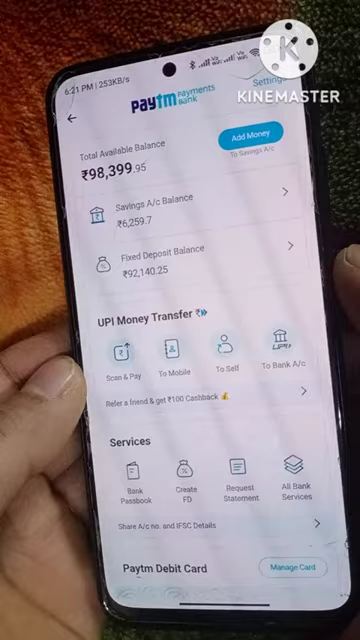 6:21 PM | 253KB/s
KINEMASTER
Settings
paytm Payments Bank
Total Available Balance
Add Money
₹98,399.95
To Savings A/c
Savings A/c Balance
₹6,259.7
Fixed Deposit Balance
₹92,140.25
UPI Money Transfer
Scan & Pay
To Mobile
To Self
To Bank A/c
Refer a friend & get ₹100 Cashback 💰
Services
Bank Passbook
Create FD
Request Statement
All Bank Services
Share A/c no. and IFSC Details
Paytm Debit Card
Manage Card